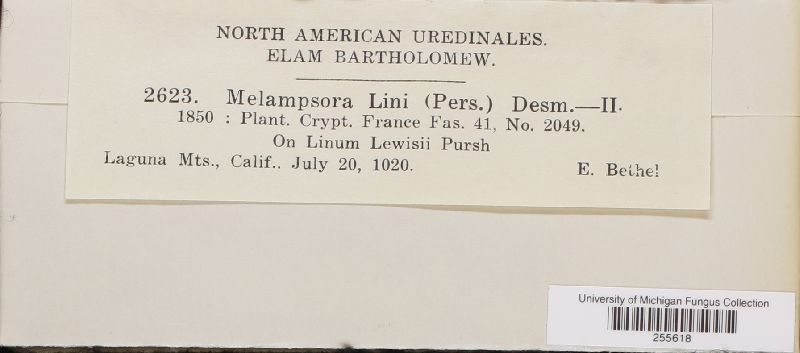 NORTH AMERICAN UREDINALES.
ELAM BARTHOLOMEW.
2623. Melampsora Lini (Pers.) Desm.—II.
1850 : Plant. Crypt. France Fas. 41, No. 2049.
On Linum Lewisii Pursh
Laguna Mts., Calif.. July 20, 1020. E. Bethel
University of Michigan Fungus Collection
255618